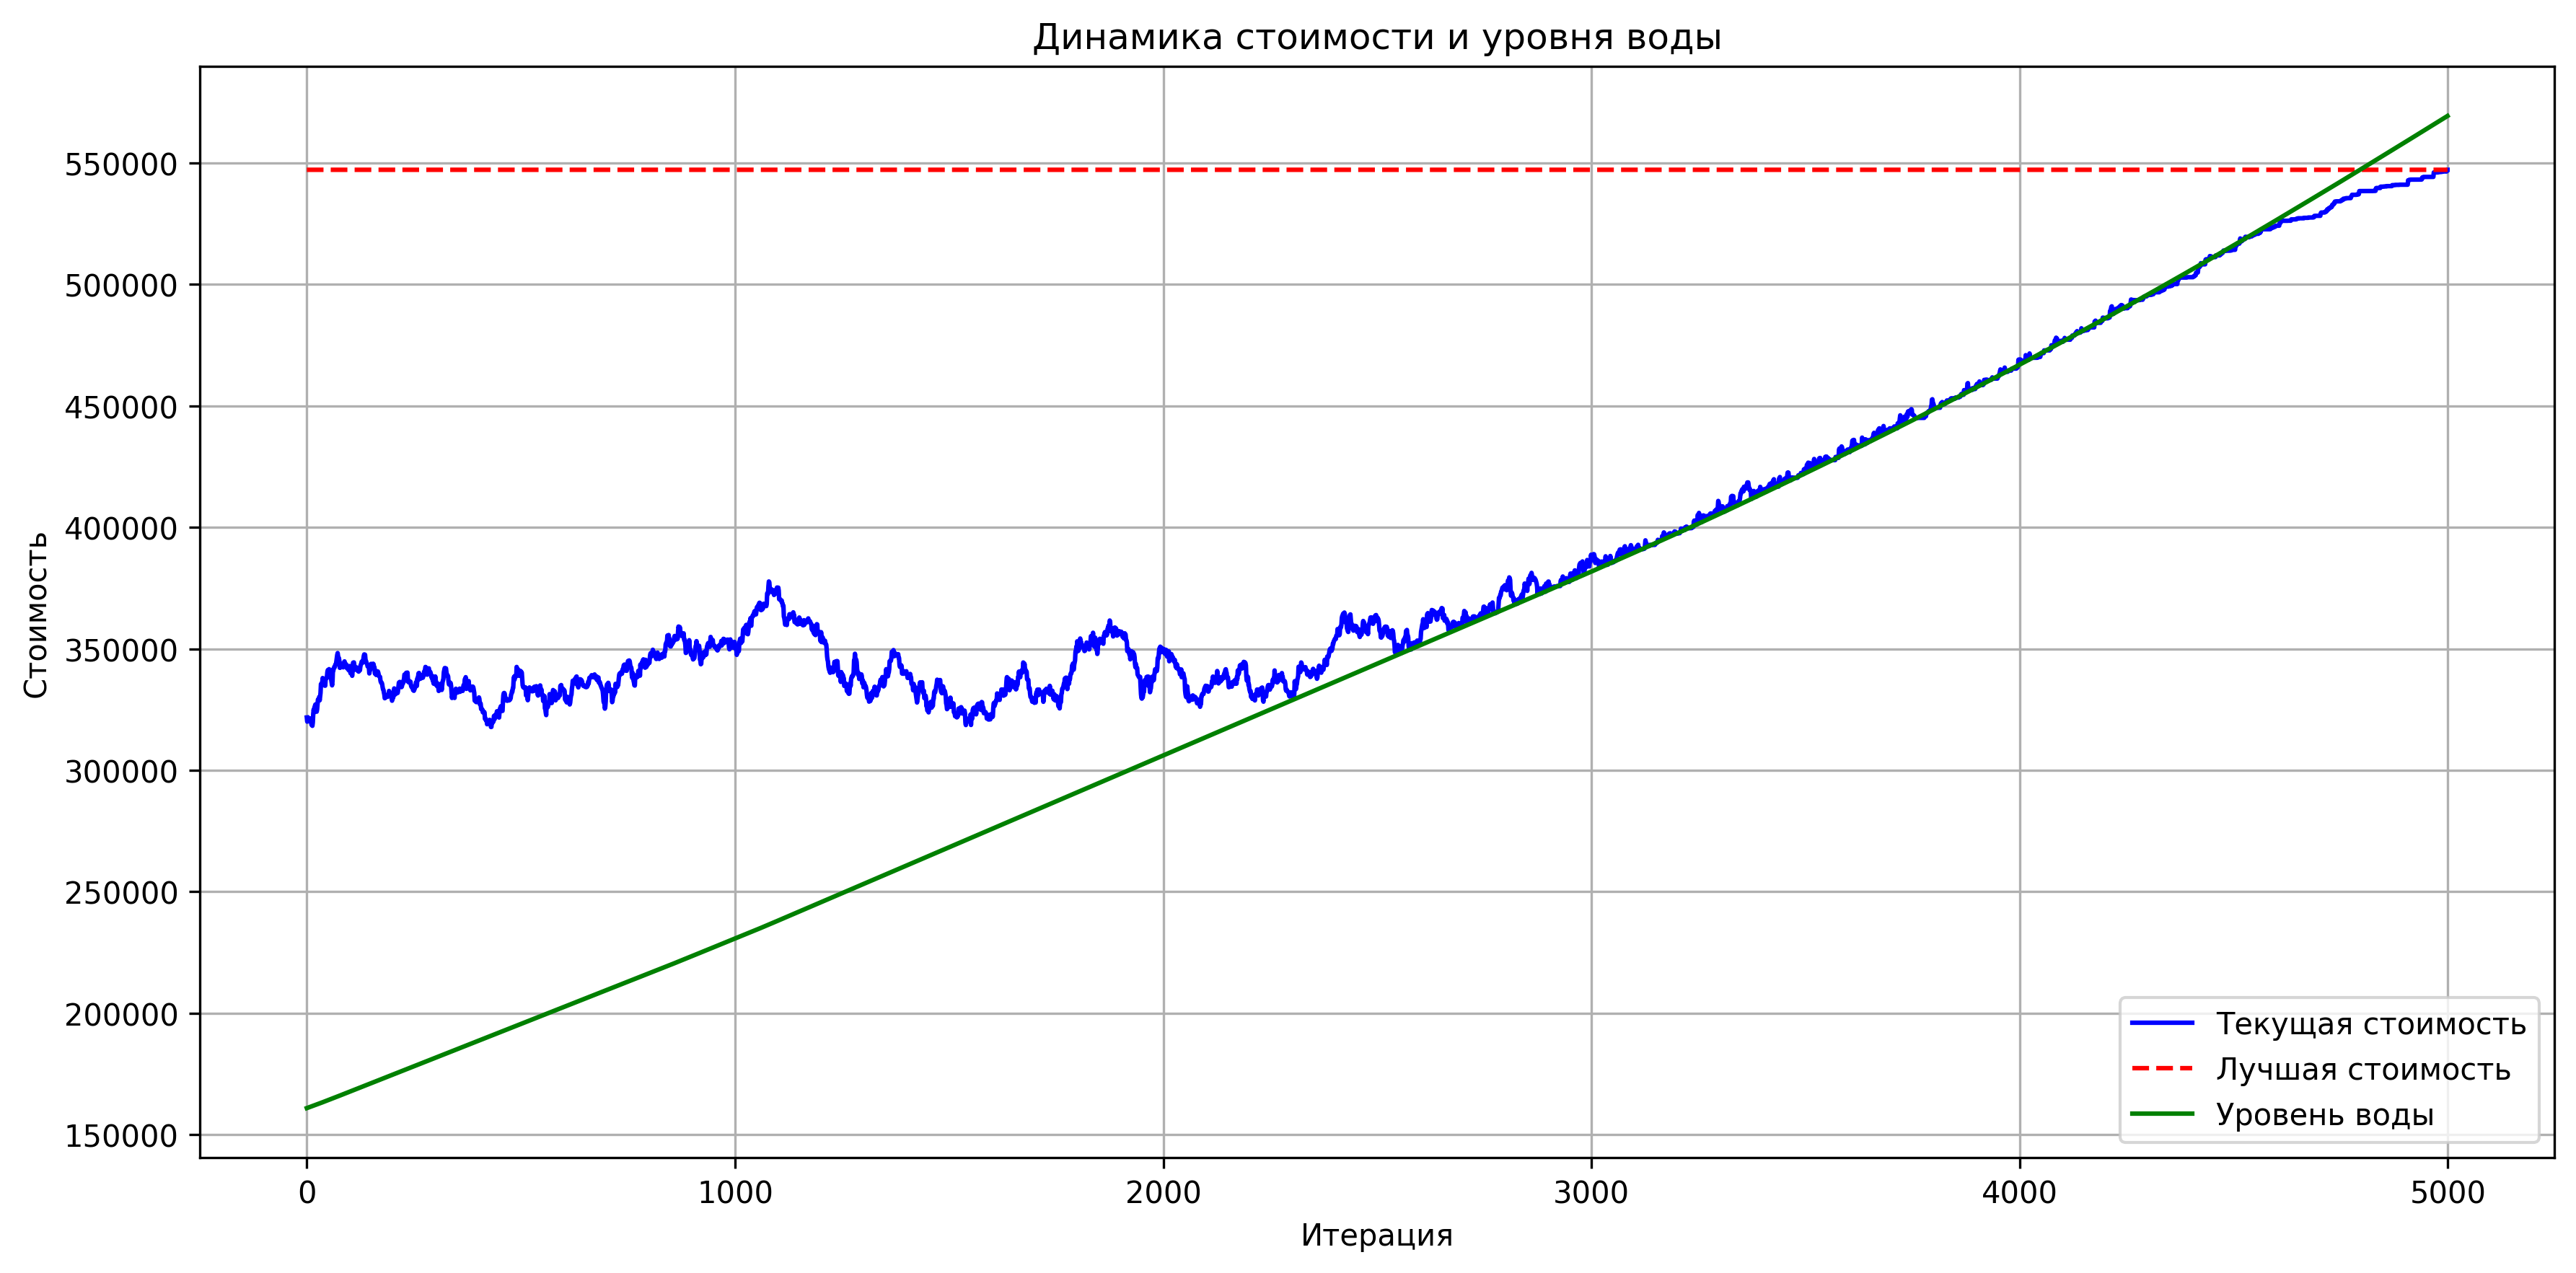 Динамика стоимости и уровня воды
Стоимость
550000
500000
450000
400000
350000
300000
250000
200000
150000
0 1000 2000 3000 4000 5000
Итерация
Текущая стоимость
Лучшая стоимость
Уровень воды